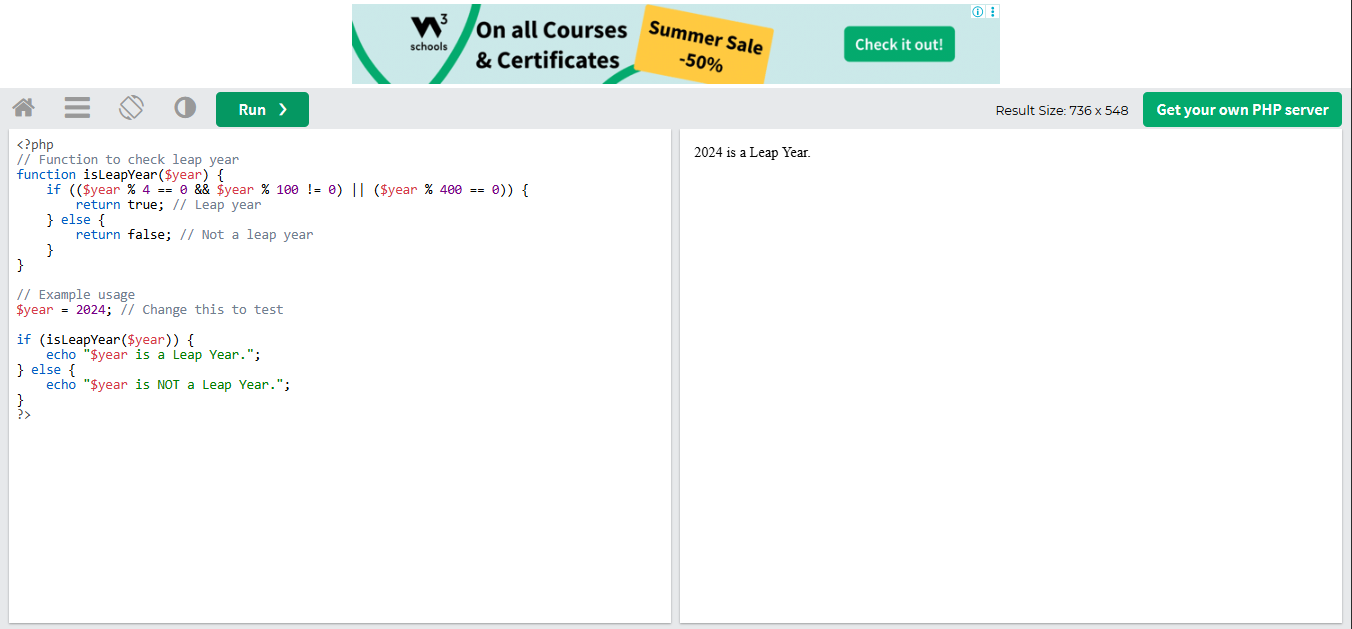 W3 schools
On all Courses
& Certificates
Summer Sale
-50%
Check it out!
Run ❯
Result Size: 736 x 548
Get your own PHP server
<?php
// Function to check leap year
function isLeapYear($year) {
    if (($year % 4 == 0 && $year % 100 != 0) || ($year % 400 == 0)) {
        return true; // Leap year
    } else {
        return false; // Not a leap year
    }
}

// Example usage
$year = 2024; // Change this to test

if (isLeapYear($year)) {
    echo "$year is a Leap Year.";
} else {
    echo "$year is NOT a Leap Year.";
}
?>
2024 is a Leap Year.